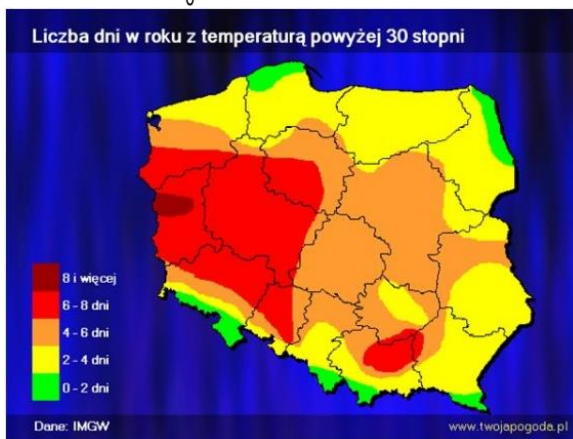 Liczba dni w roku z temperaturą powyżej 30 stopni
8 i więcej
6 - 8 dni
4 - 6 dni
2 - 4 dni
0 - 2 dni
Dane: IMGW
www.twojapogoda.pl